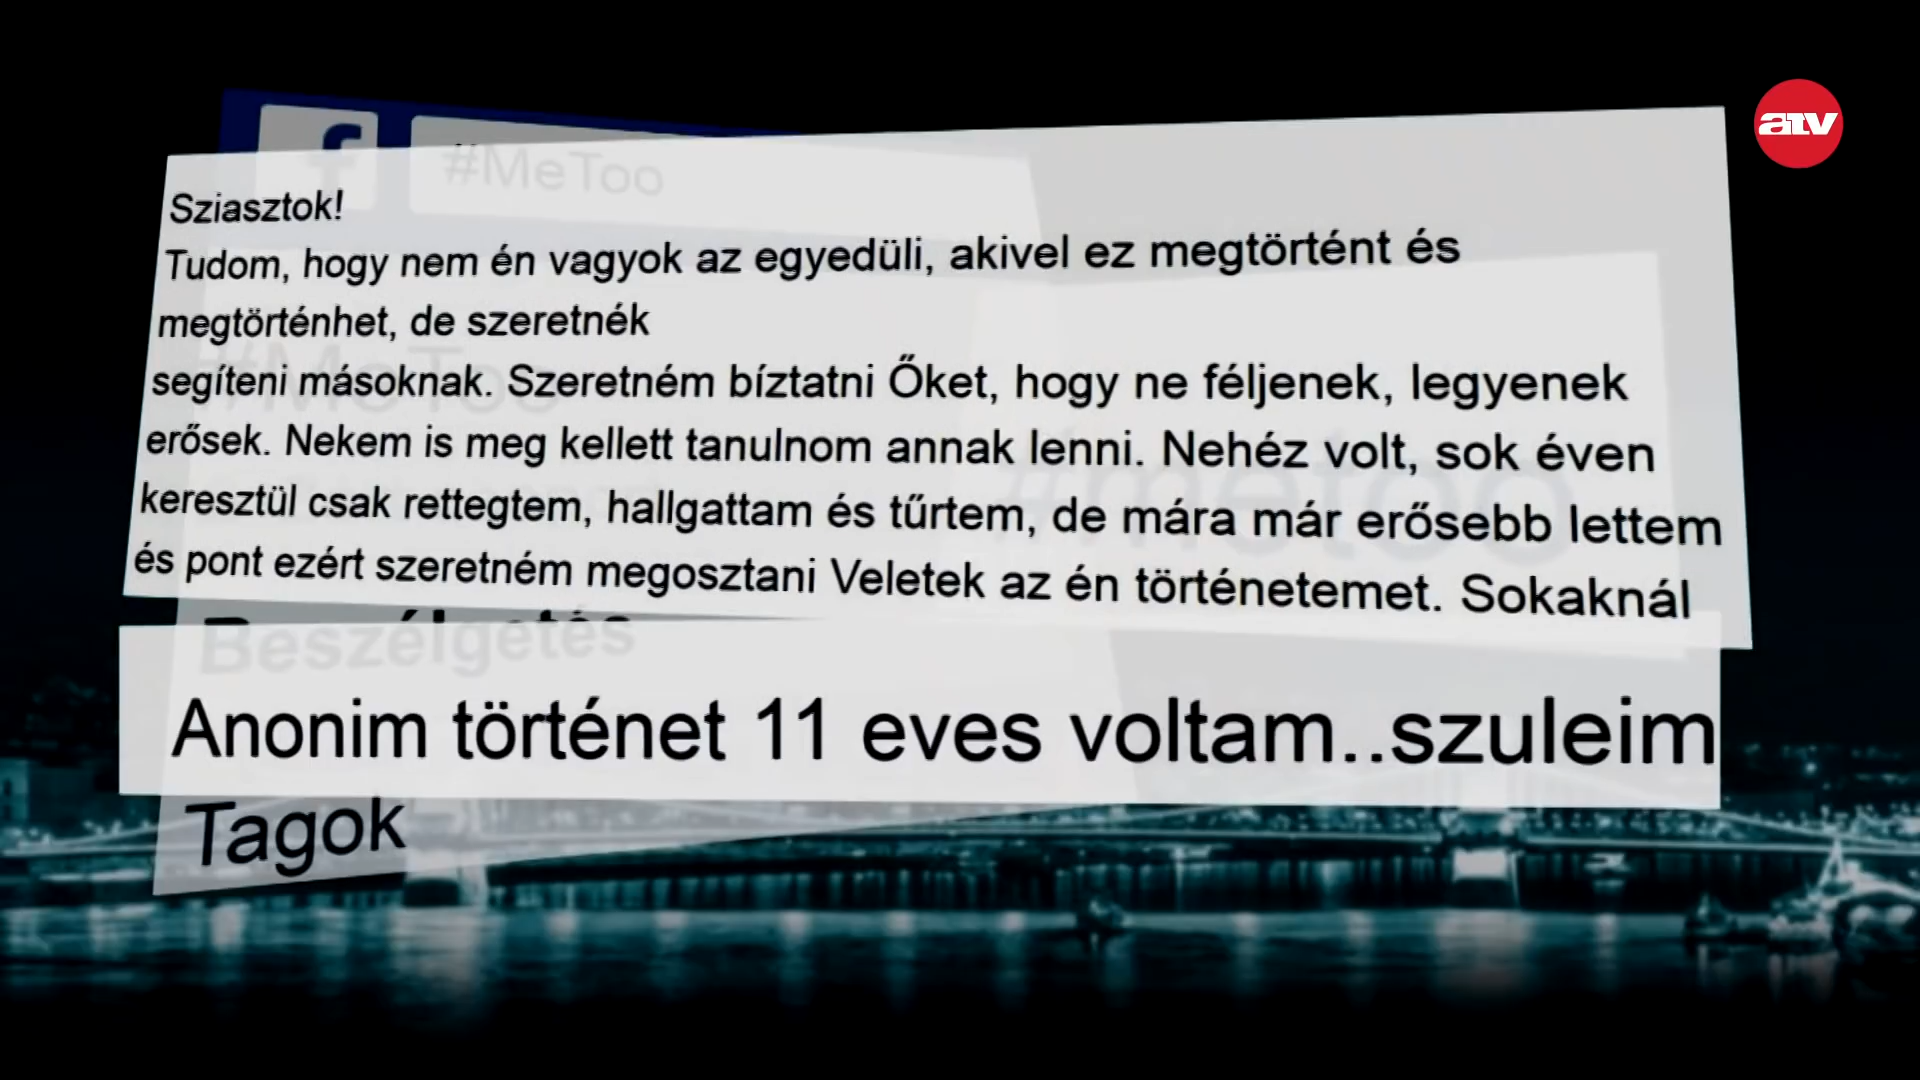 atv
f
#MeToo
Sziasztok!
Tudom, hogy nem én vagyok az egyedüli, akivel ez megtörtént és
megtörténhet, de szeretnék
#MeToo
segíteni másoknak. Szeretném bíztatni Őket, hogy ne féljenek, legyenek
erősek. Nekem is meg kellett tanulnom annak lenni. Nehéz volt, sok éven
#metoo
keresztül csak rettegtem, hallgattam és tűrtem, de mára már erősebb lettem
és pont ezért szeretném megosztani Veletek az én történetemet. Sokaknál
Beszélgetés
Anonim történet 11 eves voltam..szuleim
Tagok